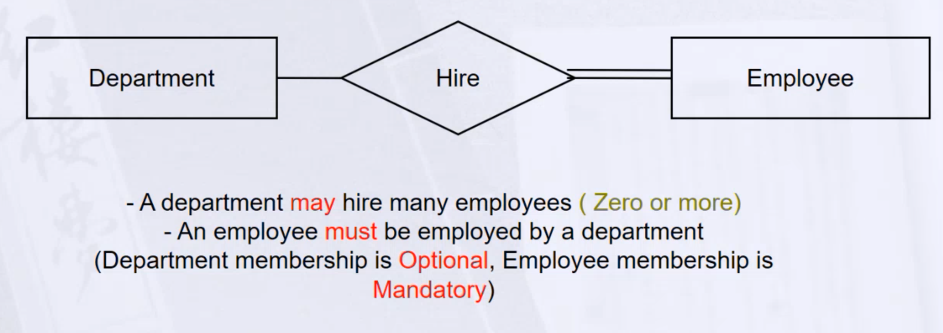 Department
Hire
Employee
- A department may hire many employees ( Zero or more)
- An employee must be employed by a department
(Department membership is Optional, Employee membership is
Mandatory)